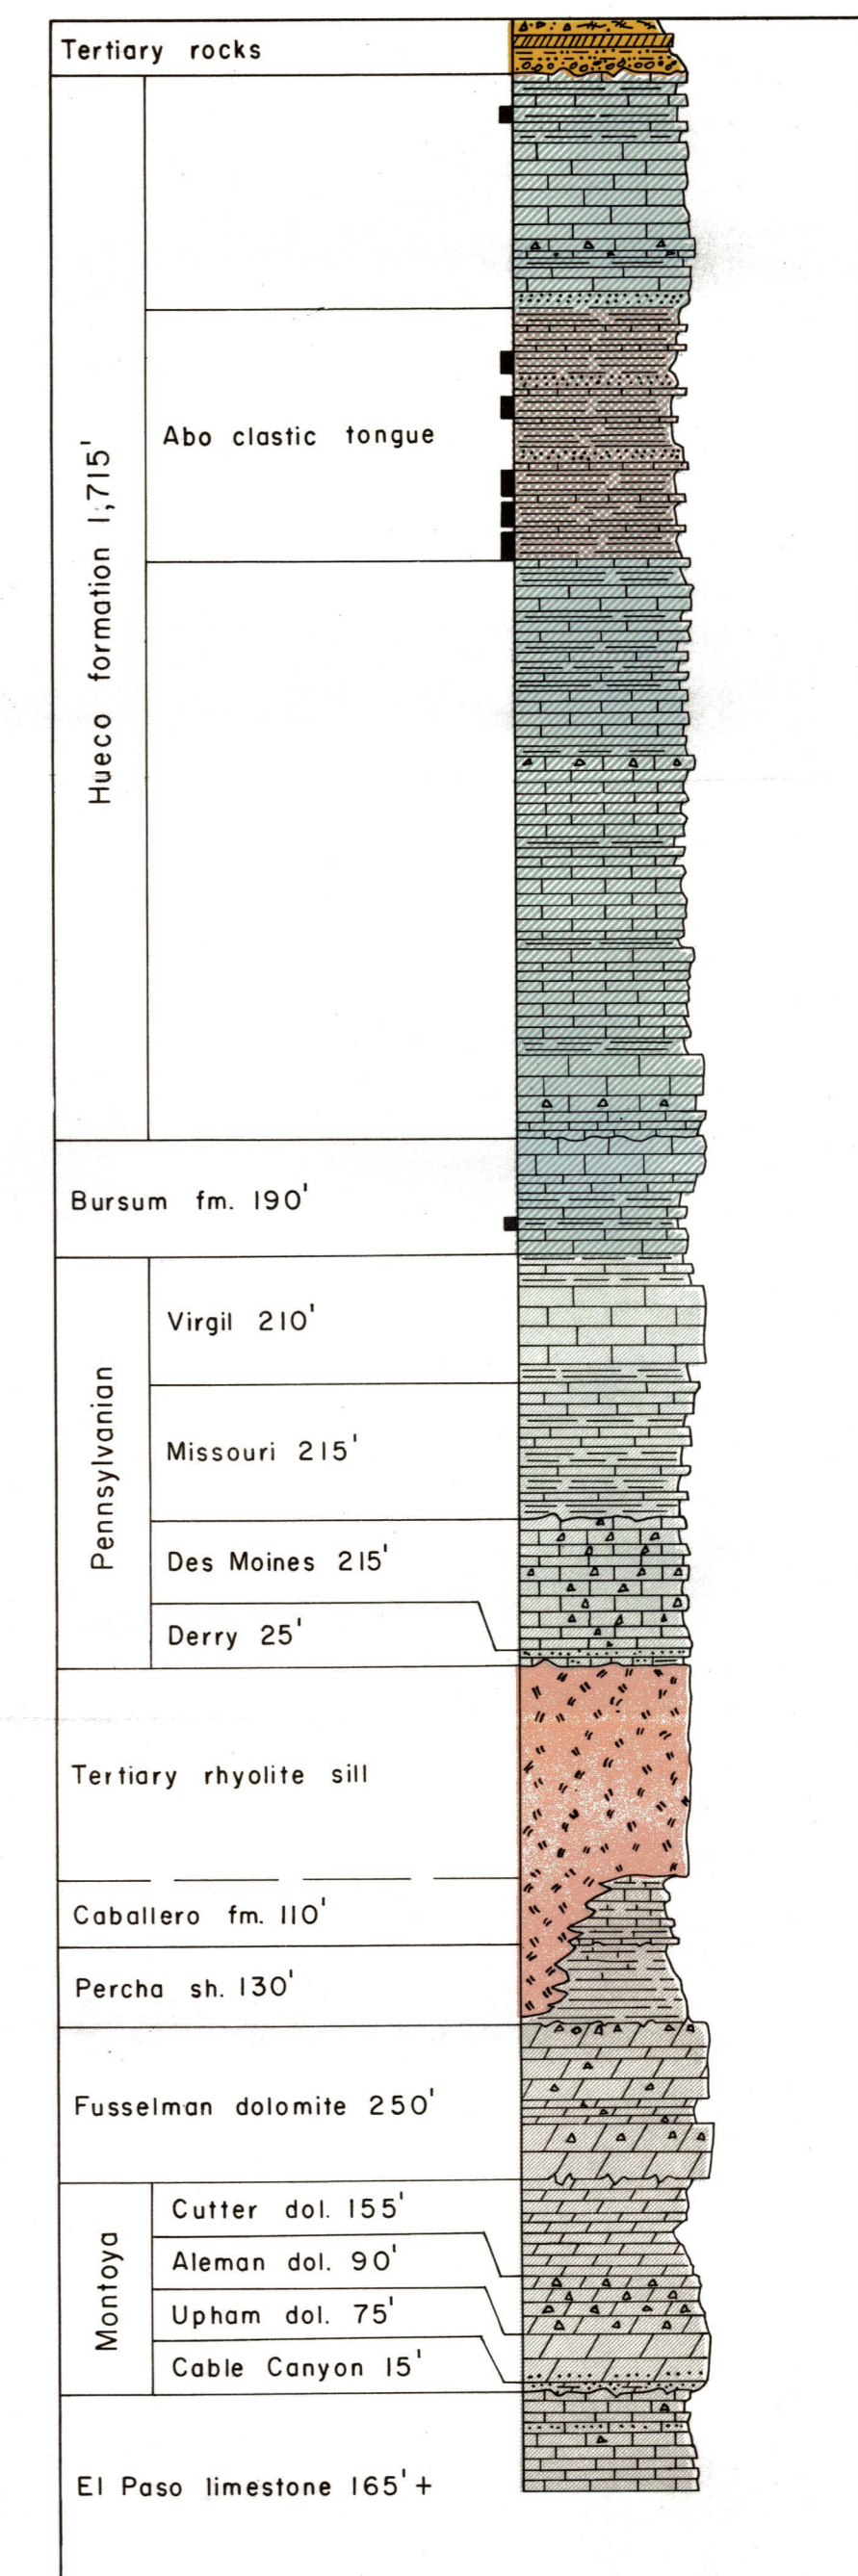 Tertiary rocks
Hueco formation 1,715'
Abo clastic tongue
Bursum fm. 190'
Pennsylvanian
Virgil 210'
Missouri 215'
Des Moines 215'
Derry 25'
Tertiary rhyolite sill
Caballero fm. 110'
Percha sh. 130'
Fusselman dolomite 250'
Montoya
Cutter dol. 155'
Aleman dol. 90'
Upham dol. 75'
Cable Canyon 15'
El Paso limestone 165'+